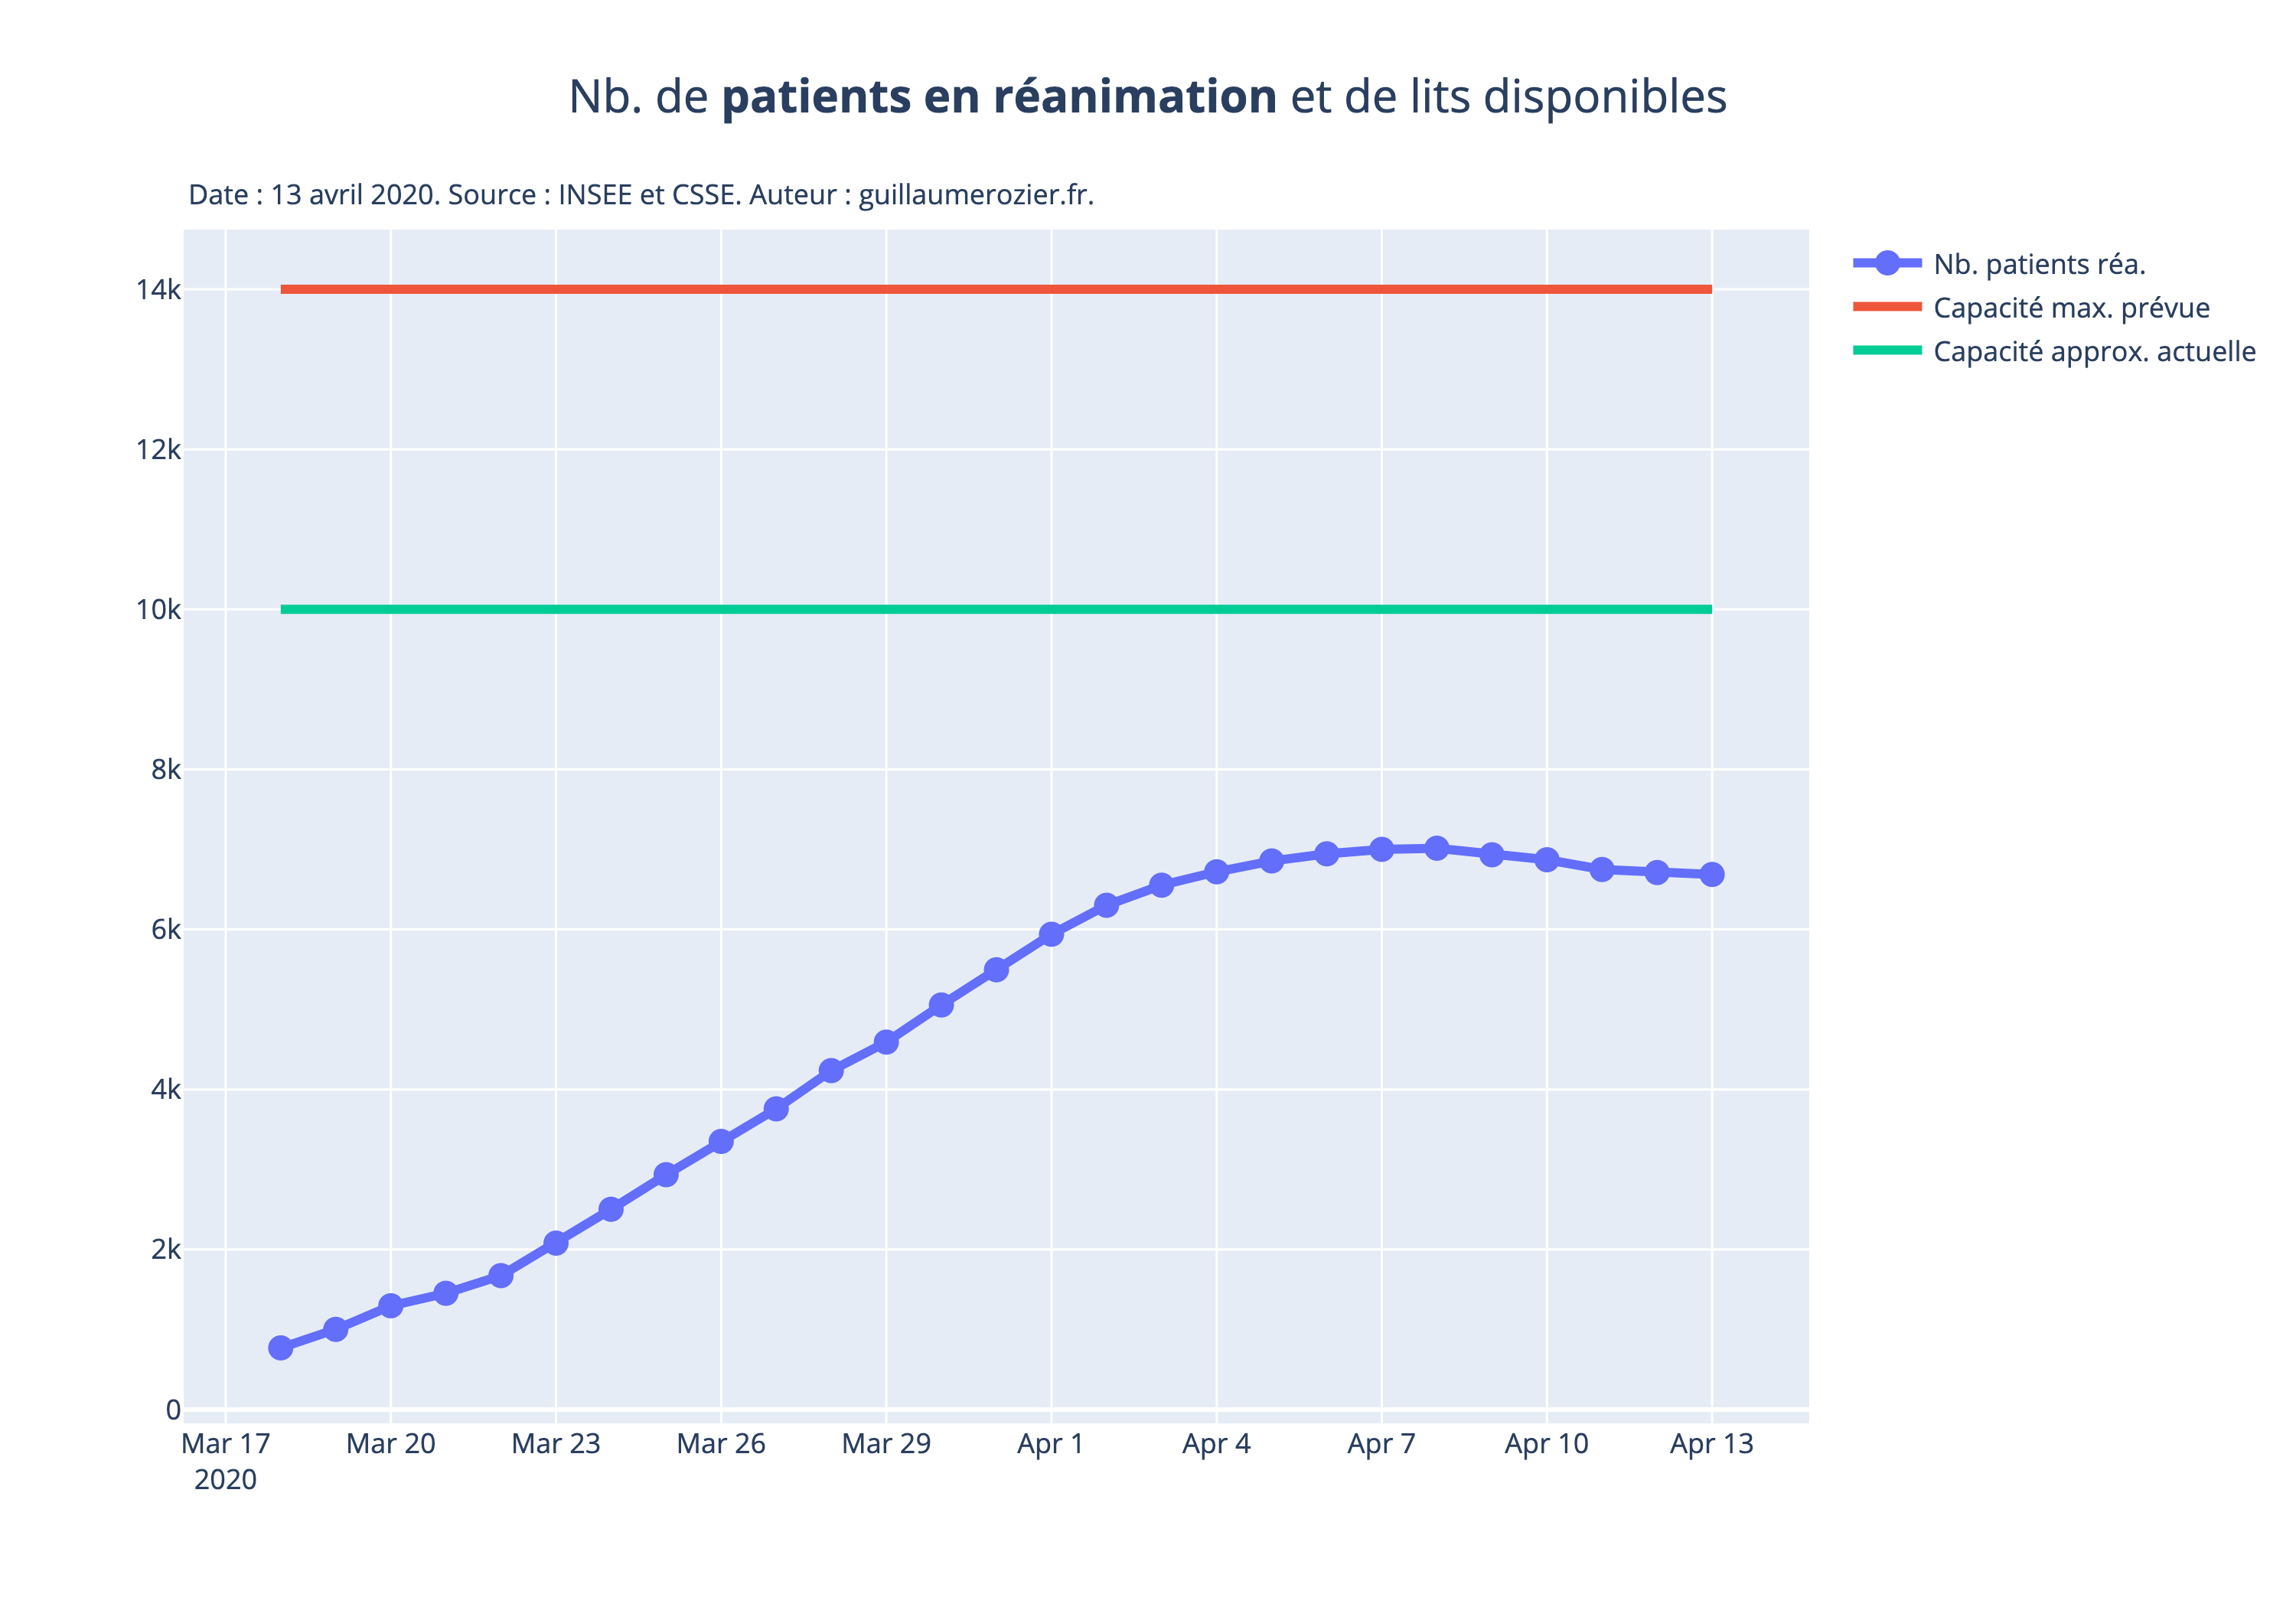 Nb. de patients en réanimation et de lits disponibles
Date : 13 avril 2020. Source : INSEE et CSSE. Auteur : guillaumerozier.fr.
Nb. patients réa.
Capacité max. prévue
Capacité approx. actuelle
14k
12k
10k
8k
6k
4k
2k
0
Mar 17 Mar 20 Mar 23 Mar 26 Mar 29 Apr 1 Apr 4 Apr 7 Apr 10 Apr 13
2020